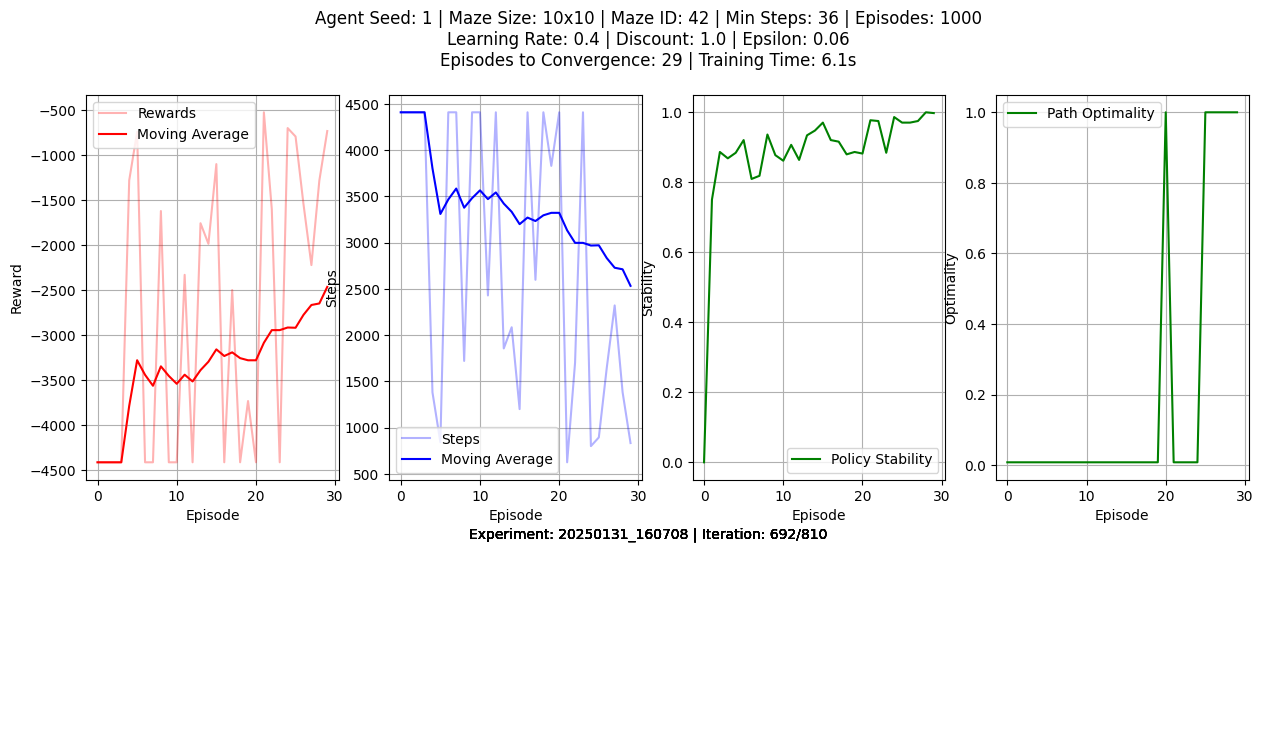 Agent Seed: 1 | Maze Size: 10x10 | Maze ID: 42 | Min Steps: 36 | Episodes: 1000
Learning Rate: 0.4 | Discount: 1.0 | Epsilon: 0.06
Episodes to Convergence: 29 | Training Time: 6.1s
Reward
−500
−1000
−1500
−2000
−2500
−3000
−3500
−4000
−4500
Rewards
Moving Average
0
10
20
30
Episode
Steps
4500
4000
3500
3000
2500
2000
1500
1000
500
Steps
Moving Average
0
10
20
30
Episode
Stability
1.0
0.8
0.6
0.4
0.2
0.0
Policy Stability
0
10
20
30
Episode
Optimality
1.0
0.8
0.6
0.4
0.2
0.0
Path Optimality
0
10
20
30
Episode
Experiment: 20250131_160708 | Iteration: 692/810